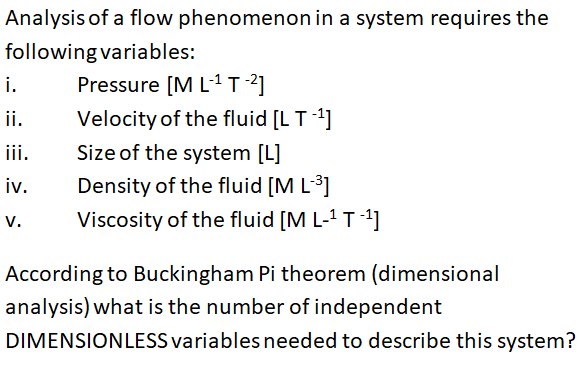 Analysis of a flow phenomenon in a system requires the
following variables:
i. Pressure [M L⁻¹ T ⁻²]
ii. Velocity of the fluid [L T ⁻¹]
iii. Size of the system [L]
iv. Density of the fluid [M L⁻³]
v. Viscosity of the fluid [M L-¹ T ⁻¹]
According to Buckingham Pi theorem (dimensional
analysis) what is the number of independent
DIMENSIONLESS variables needed to describe this system?